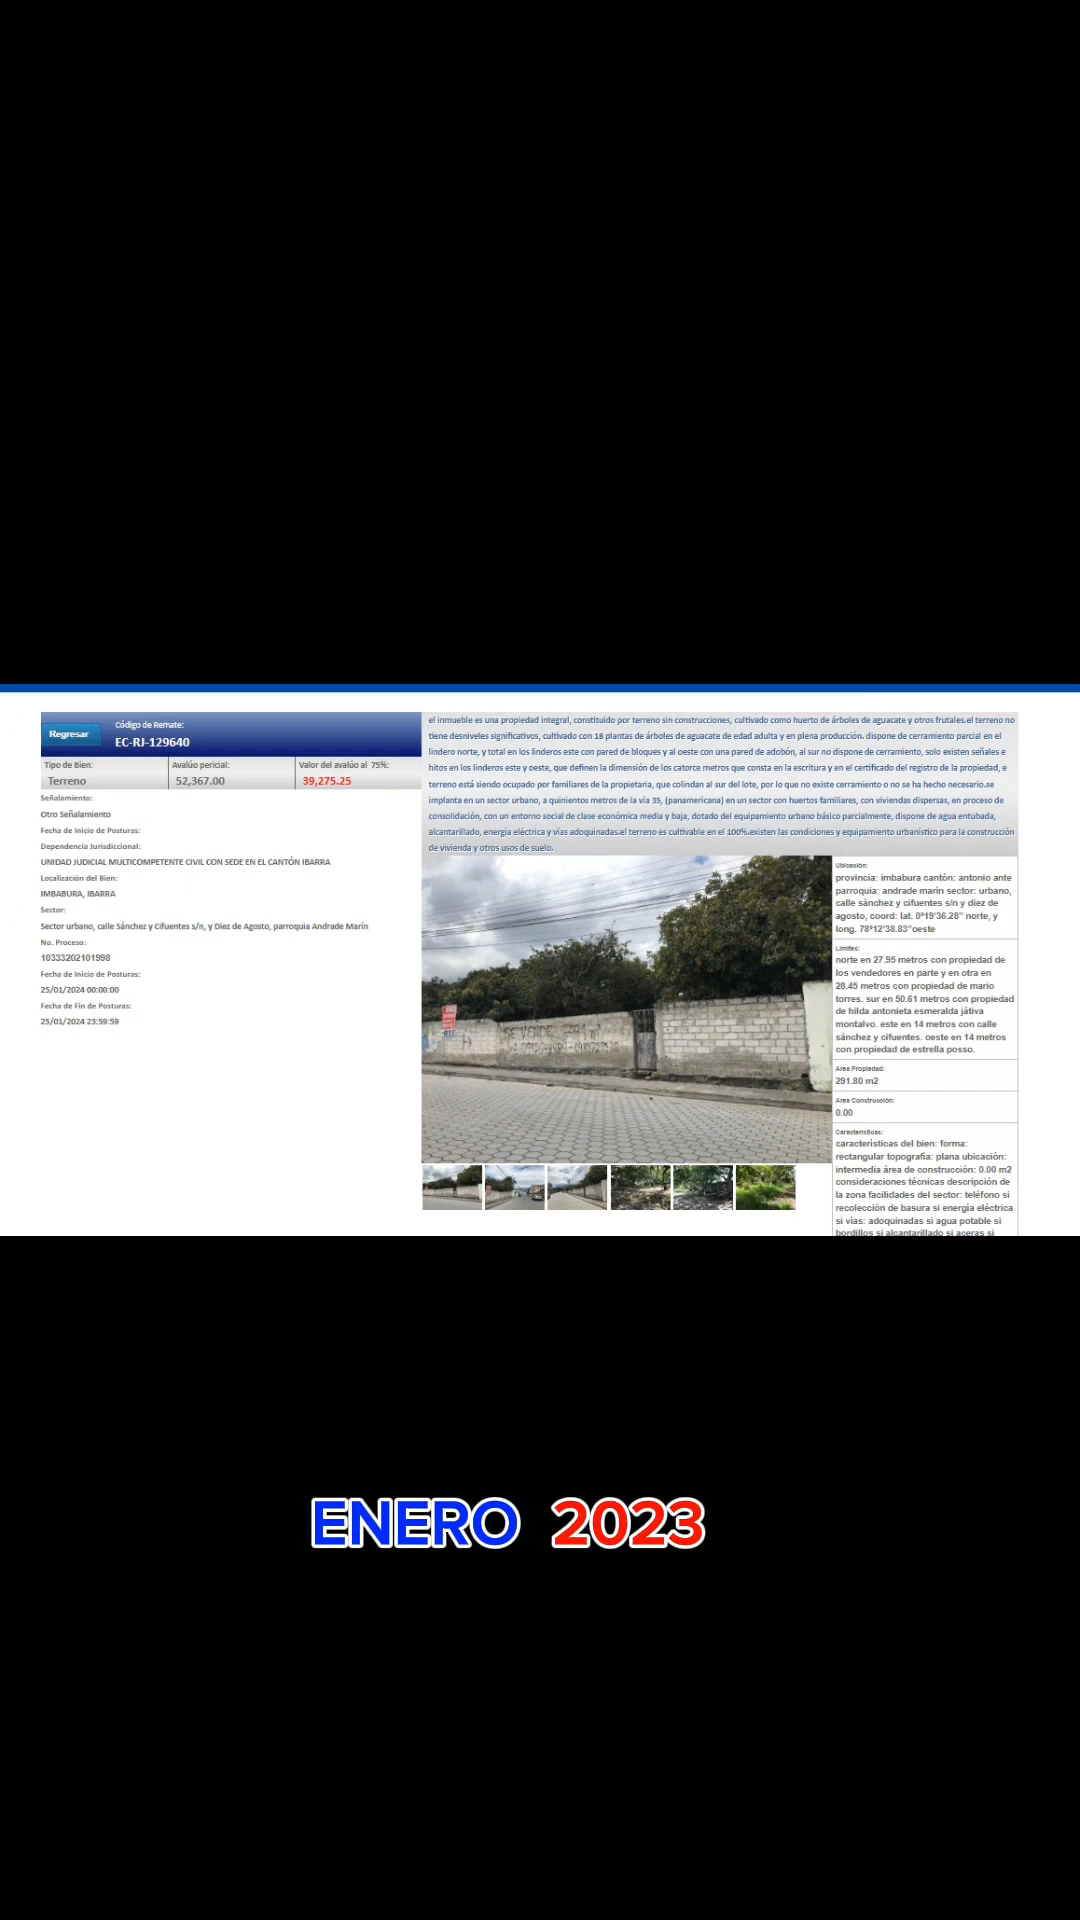 Regresar
Código de Remate:
EC-RJ-129640
Tipo de Bien:
Terreno
Avalúo pericial:
52,367.00
Valor del avalúo al 75%:
39,275.25
Señalamiento:
Otro Señalamiento
Fecha de Inicio de Posturas:
Dependencia Jurisdiccional:
UNIDAD JUDICIAL MULTICOMPETENTE CIVIL CON SEDE EN EL CANTÓN IBARRA
Localización del Bien:
IMBABURA, IBARRA
Sector:
Sector urbano, calle Sánchez y Cifuentes s/n, y Diez de Agosto, parroquia Andrade Marín
No. Proceso:
10333202101998
Fecha de Inicio de Posturas:
25/01/2024 00:00:00
Fecha de Fin de Posturas:
25/01/2024 23:59:59
el inmueble es una propiedad integral, constituido por terreno sin construcciones, cultivado como huerto de árboles de aguacate y otros frutales.el terreno no
tiene desniveles significativos, cultivado con 18 plantas de árboles de aguacate de edad adulta y en plena producción. dispone de cerramiento parcial en el
lindero norte, y total en los linderos este con pared de bloques y al oeste con una pared de adobón, al sur no dispone de cerramiento, solo existen señales e
hitos en los linderos este y oeste, que definen la dimensión de los catorce metros que consta en la escritura y en el certificado del registro de la propiedad, e
terreno está siendo ocupado por familiares de la propietaria, que colindan al sur del lote, por lo que no existe cerramiento o no se ha hecho necesario.se
implanta en un sector urbano, a quinientos metros de la vía 35, (panamericana) en un sector con huertos familiares, con viviendas dispersas, en proceso de
consolidación, con un entorno social de clase económica media y baja, dotado del equipamiento urbano básico parcialmente, dispone de agua entubada,
alcantarillado, energía eléctrica y vías adoquinadas.el terreno es cultivable en el 100%.existen las condiciones y equipamiento urbanístico para la construcción
de vivienda y otros usos de suelo.
SE VENDE
Ubicación:
provincia: imbabura cantón: antonio ante
parroquia: andrade marín sector: urbano,
calle sánchez y cifuentes s/n y diez de
agosto, coord: lat. 0º19'36.28" norte, y
long. 78º12'38.83"oeste
Limites:
norte en 27.95 metros con propiedad de
los vendedores en parte y en otra en
28.45 metros con propiedad de mario
torres. sur en 50.61 metros con propiedad
de hilda antonieta esmeralda játiva
montalvo. este en 14 metros con calle
sánchez y cifuentes. oeste en 14 metros
con propiedad de estrella posso.
Area Propiedad:
291.80 m2
Area Construcción:
0.00
Características:
características del bien: forma:
rectangular topografía: plana ubicación:
intermedia área de construcción: 0.00 m2
consideraciones técnicas descripción de
la zona facilidades del sector: teléfono si
recolección de basura si energía eléctrica
si vías: adoquinadas si agua potable si
bordillos si alcantarillado si aceras si
ENERO 2023